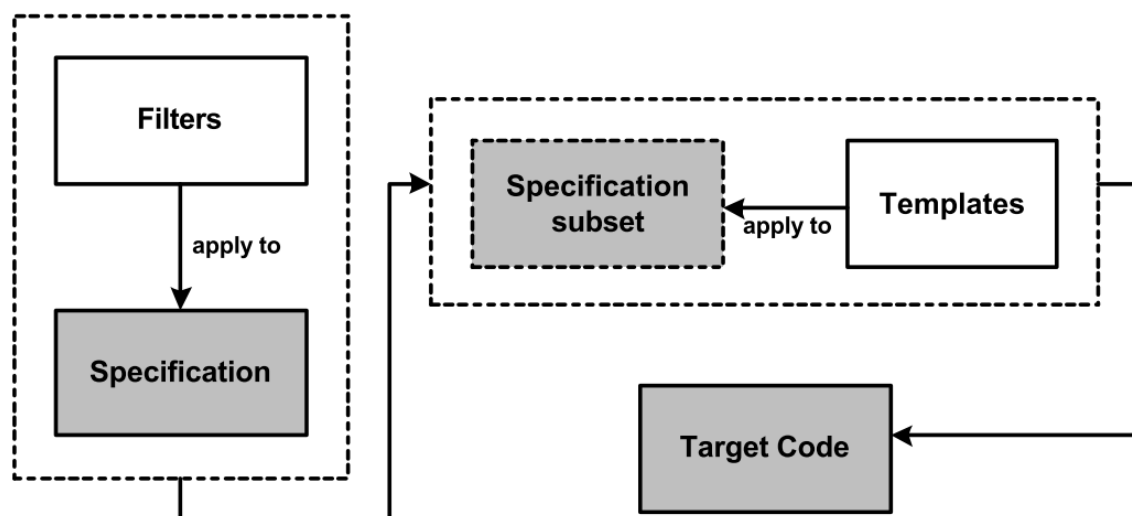 Filters
apply to
Specification
Specification
subset
apply to
Templates
Target Code